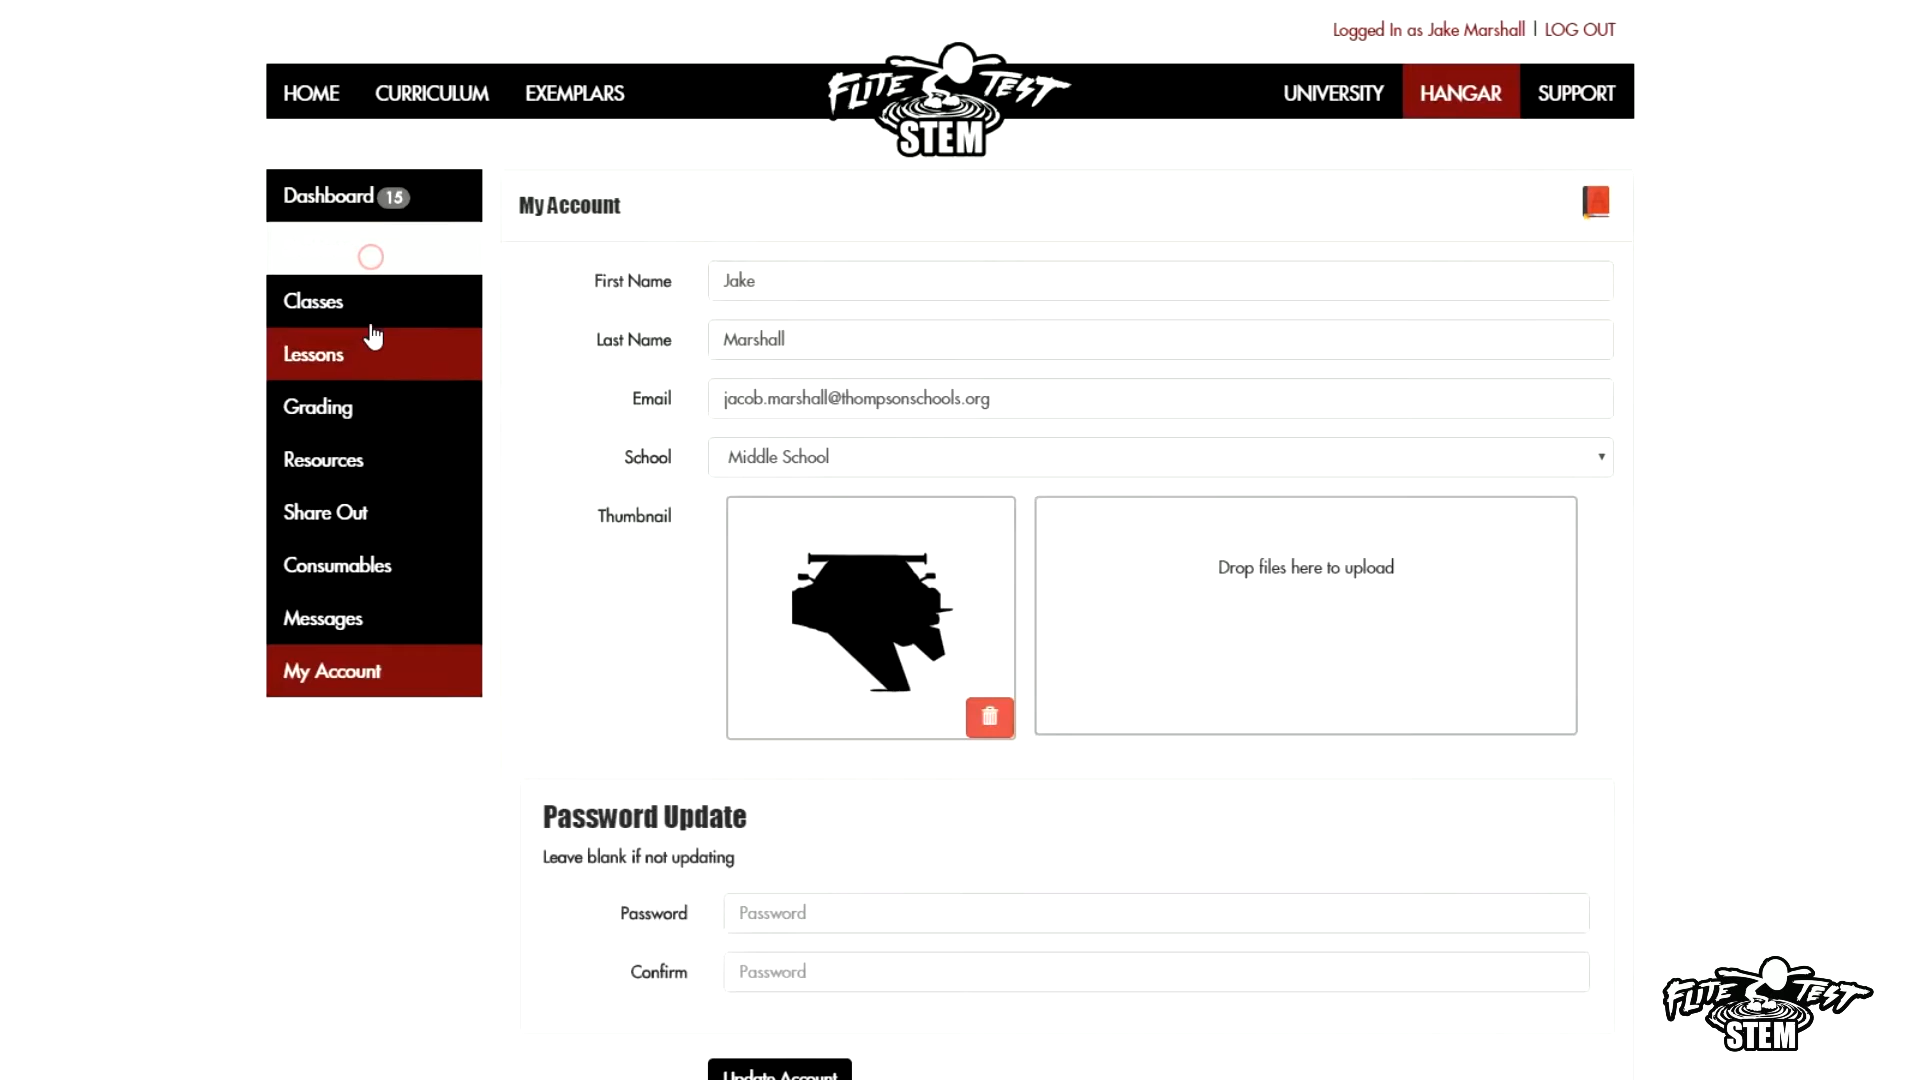 Logged In as Jake Marshall | LOG OUT
HOME CURRICULUM EXEMPLARS FLITE TEST STEM UNIVERSITY HANGAR SUPPORT
Dashboard 15
Classes
Lessons
Grading
Resources
Share Out
Consumables
Messages
My Account
My Account
First Name Jake
Last Name Marshall
Email jacob.marshall@thompsonschools.org
School Middle School
Thumbnail
Drop files here to upload
Password Update
Leave blank if not updating
Password Password
Confirm Password
Update Account
FLITE TEST
STEM